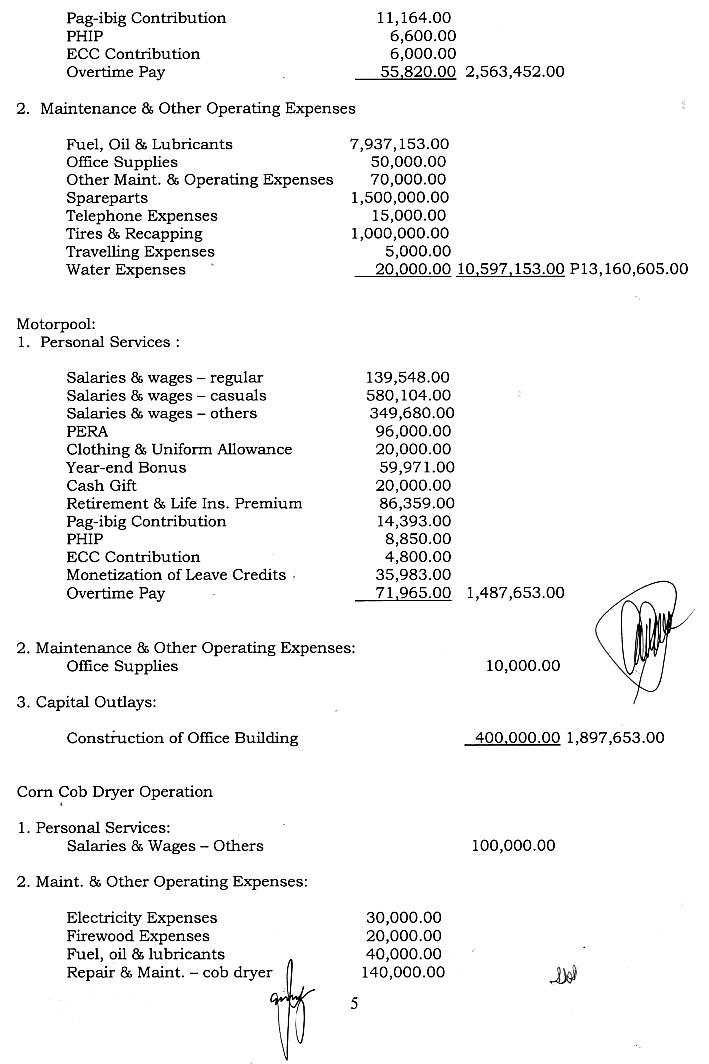 Pag-ibig Contribution 11,164.00
PHIP 6,600.00
ECC Contribution 6,000.00
Overtime Pay 55,820.00 2,563,452.00
2. Maintenance & Other Operating Expenses
Fuel, Oil & Lubricants 7,937,153.00
Office Supplies 50,000.00
Other Maint. & Operating Expenses 70,000.00
Spareparts 1,500,000.00
Telephone Expenses 15,000.00
Tires & Recapping 1,000,000.00
Travelling Expenses 5,000.00
Water Expenses 20,000.00 10,597,153.00 P13,160,605.00
Motorpool:
1. Personal Services :
Salaries & wages – regular 139,548.00
Salaries & wages – casuals 580,104.00
Salaries & wages – others 349,680.00
PERA 96,000.00
Clothing & Uniform Allowance 20,000.00
Year-end Bonus 59,971.00
Cash Gift 20,000.00
Retirement & Life Ins. Premium 86,359.00
Pag-ibig Contribution 14,393.00
PHIP 8,850.00
ECC Contribution 4,800.00
Monetization of Leave Credits 35,983.00
Overtime Pay 71,965.00 1,487,653.00
2. Maintenance & Other Operating Expenses:
Office Supplies 10,000.00
3. Capital Outlays:
Construction of Office Building 400,000.00 1,897,653.00
Corn Cob Dryer Operation
1. Personal Services:
Salaries & Wages – Others 100,000.00
2. Maint. & Other Operating Expenses:
Electricity Expenses 30,000.00
Firewood Expenses 20,000.00
Fuel, oil & lubricants 40,000.00
Repair & Maint. – cob dryer 140,000.00
5